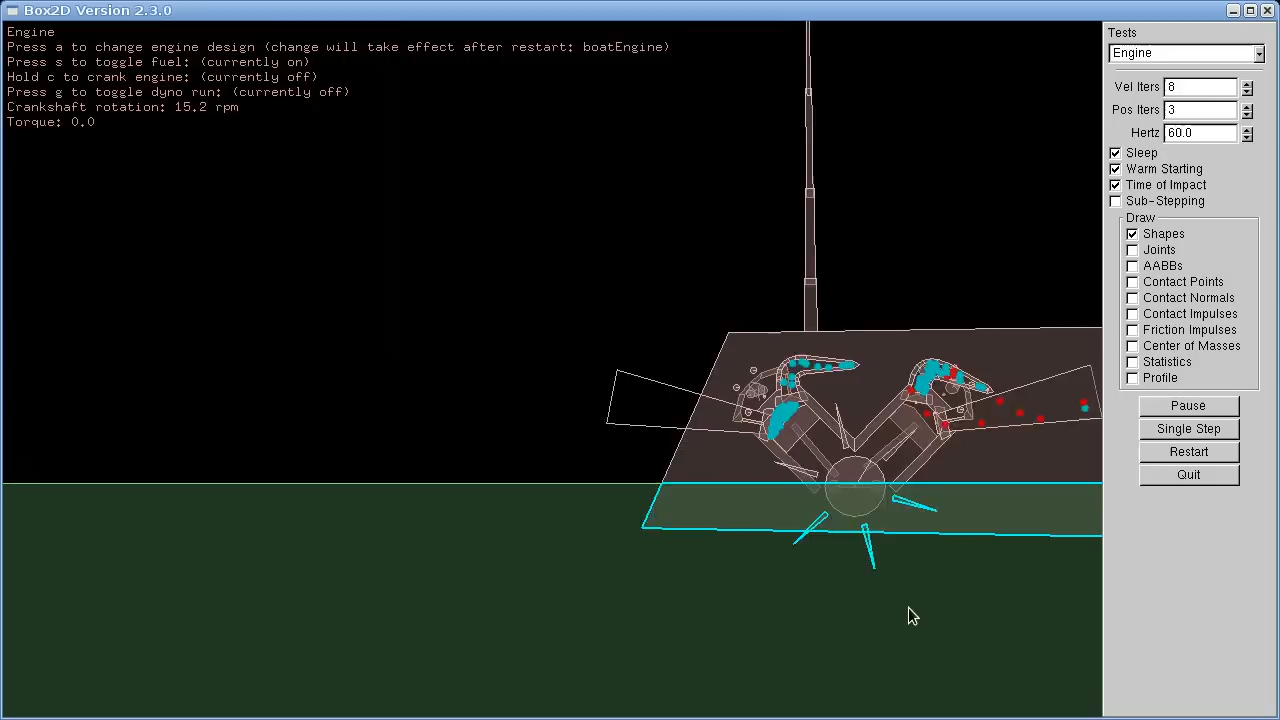 Box2D Version 2.3.0
Engine
Press a to change engine design (change will take effect after restart: boatEngine)
Press s to toggle fuel: (currently on)
Hold c to crank engine: (currently off)
Press g to toggle dyno run: (currently off)
Crankshaft rotation: 15.2 rpm
Torque: 0.0
Tests
Engine
Vel Iters 8
Pos Iters 3
Hertz 60.0
Sleep
Warm Starting
Time of Impact
Sub-Stepping
Draw
Shapes
Joints
AABBs
Contact Points
Contact Normals
Contact Impulses
Friction Impulses
Center of Masses
Statistics
Profile
Pause
Single Step
Restart
Quit